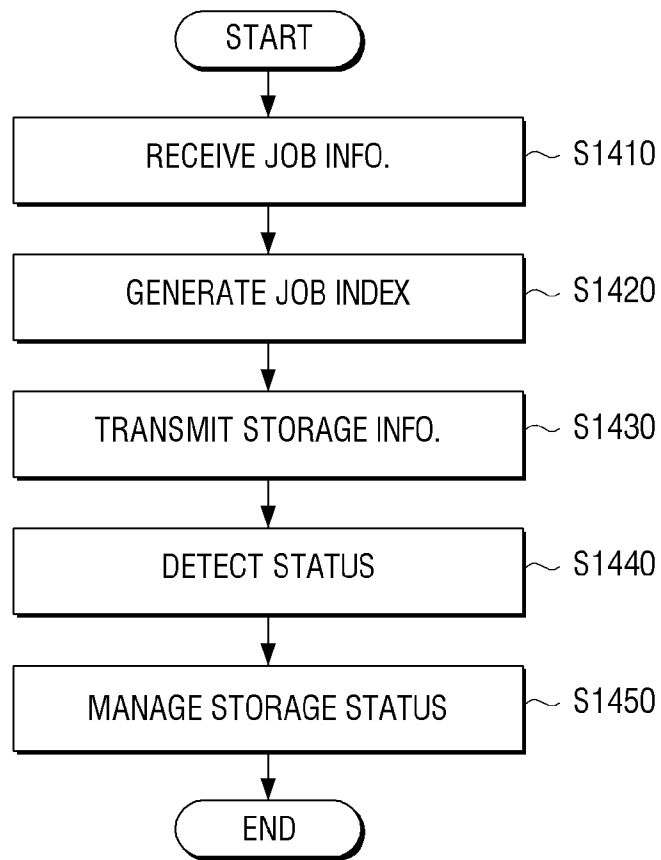 START
RECEIVE JOB INFO.
S1410
GENERATE JOB INDEX
S1420
TRANSMIT STORAGE INFO.
S1430
DETECT STATUS
S1440
MANAGE STORAGE STATUS
S1450
END